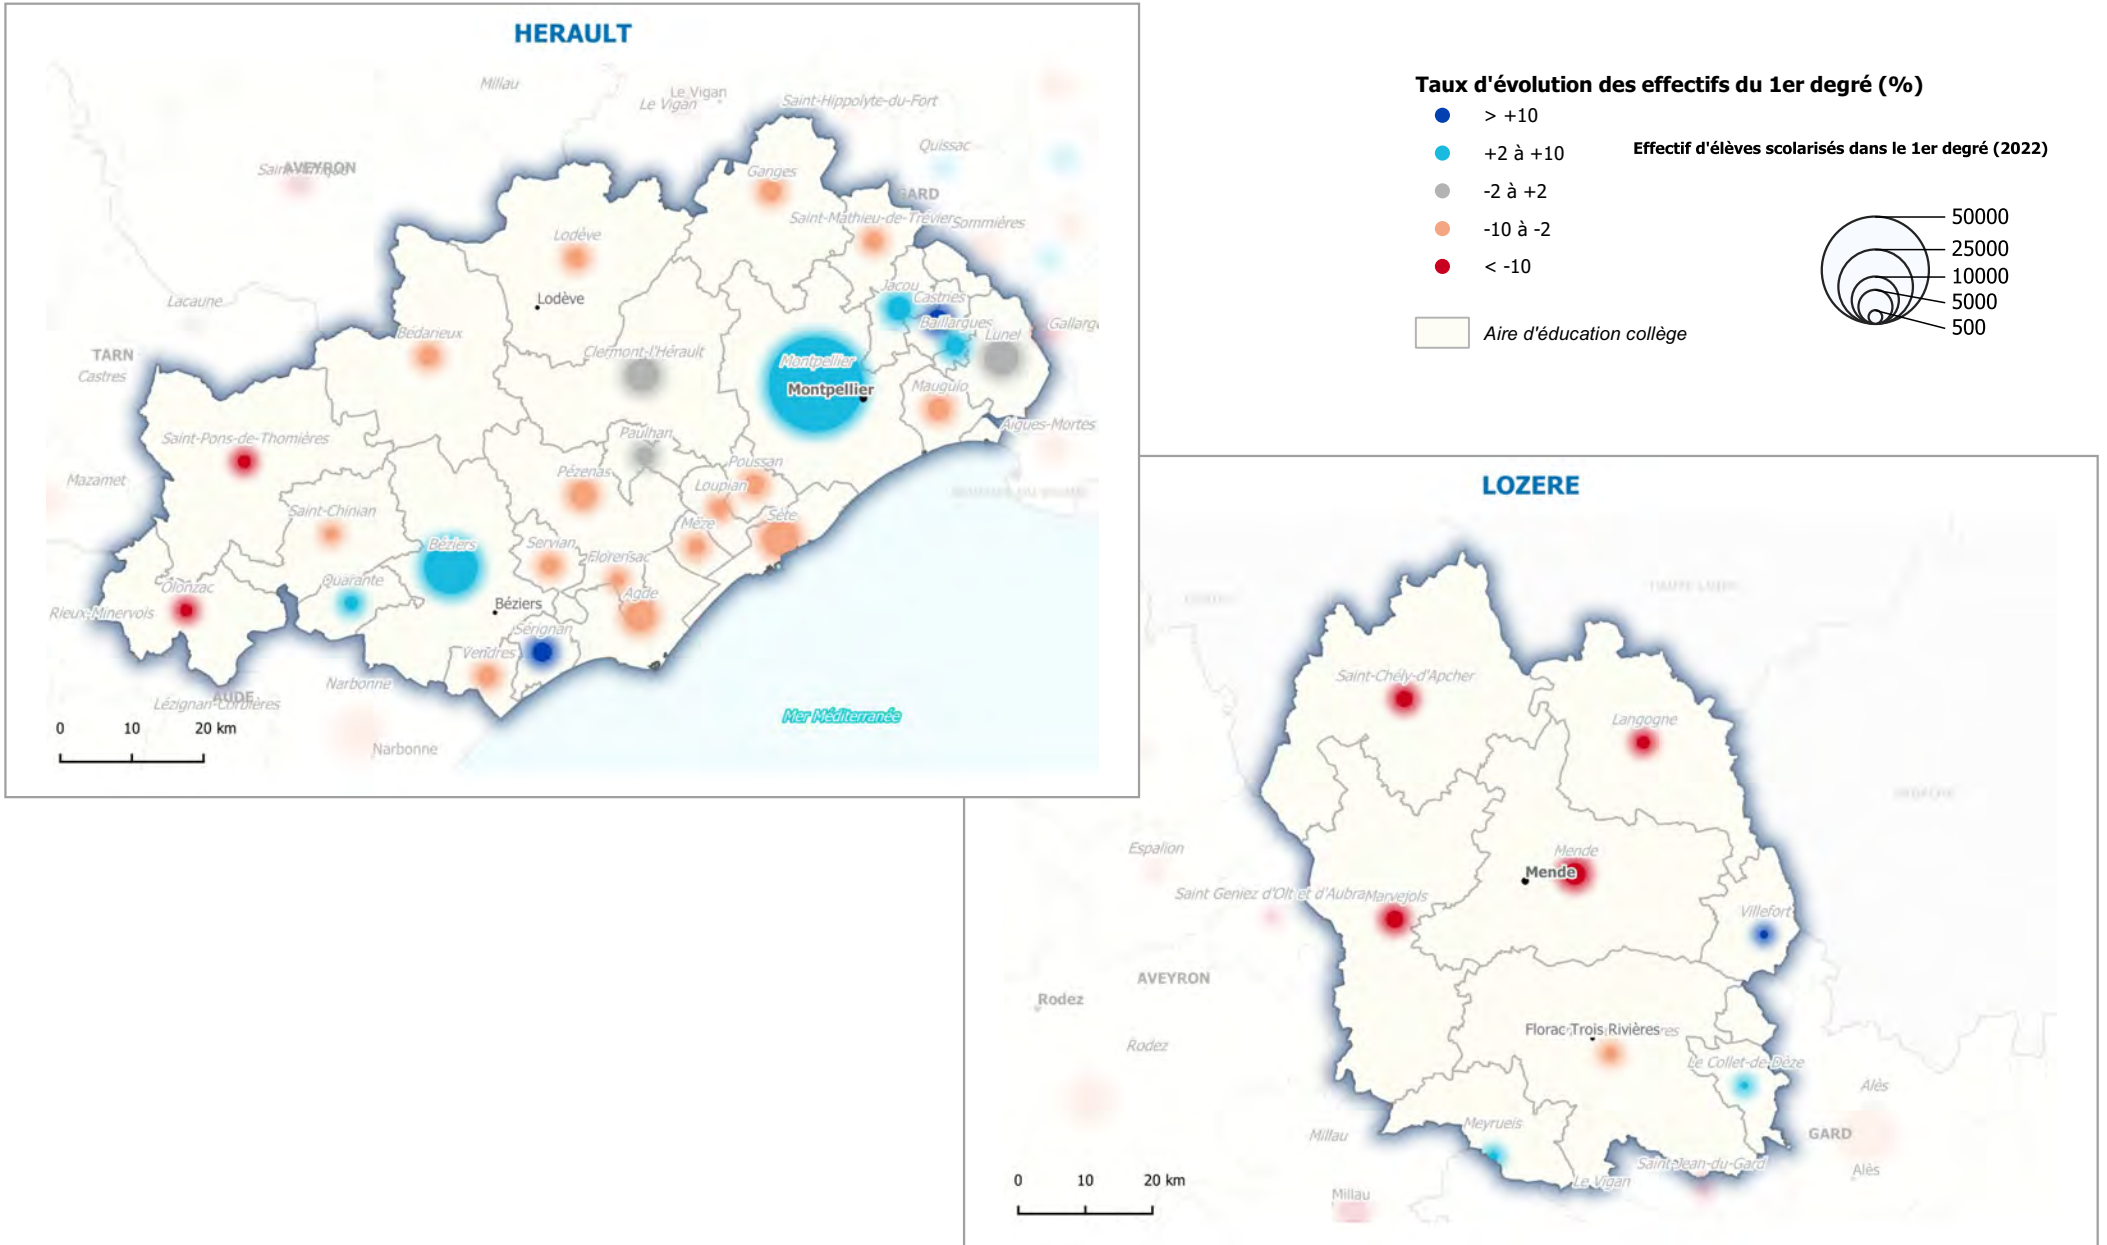 HERAULT
Millau
Le Vigan
Le Vigan
Saint-Hippolyte-du-Fort
Quissac
AVEYRON
Ganges
GARD
Saint-Mathieu-de-Tréviers
Sommières
Lodève
Lodève
Lacaune
Jacou
Castries
Baillargues
Lunel
Bédarieux
Clermont-l'Hérault
Montpellier
Montpellier
Mauguio
TARN
Castres
Aigues-Mortes
Saint-Pons-de-Thomières
Paulhan
Poussan
Pézenas
Loupian
Mazamet
Saint-Chinian
Mèze
Sète
Béziers
Servian
Florensac
Quarante
Agde
Olonzac
Béziers
Rieux-Minervois
Sérignan
Vendres
Narbonne
AUDE
Lézignan-Corbières
Mer Méditerranée
Narbonne
0 10 20 km
Taux d'évolution des effectifs du 1er degré (%)
> +10
+2 à +10
-2 à +2
-10 à -2
< -10
Aire d'éducation collège
Effectif d'élèves scolarisés dans le 1er degré (2022)
50000
25000
10000
5000
500
LOZERE
Saint-Chély-d'Apcher
Langogne
Espalion
Mende
Mende
Saint Geniez d'Olt et d'Aubra
Marvejols
Villefort
AVEYRON
Rodez
Florac Trois Rivières
Rodez
Le Collet-de-Dèze
Alès
Meyrueis
Millau
GARD
Saint-Jean-du-Gard
Alès
Le Vigan
Millau
0 10 20 km